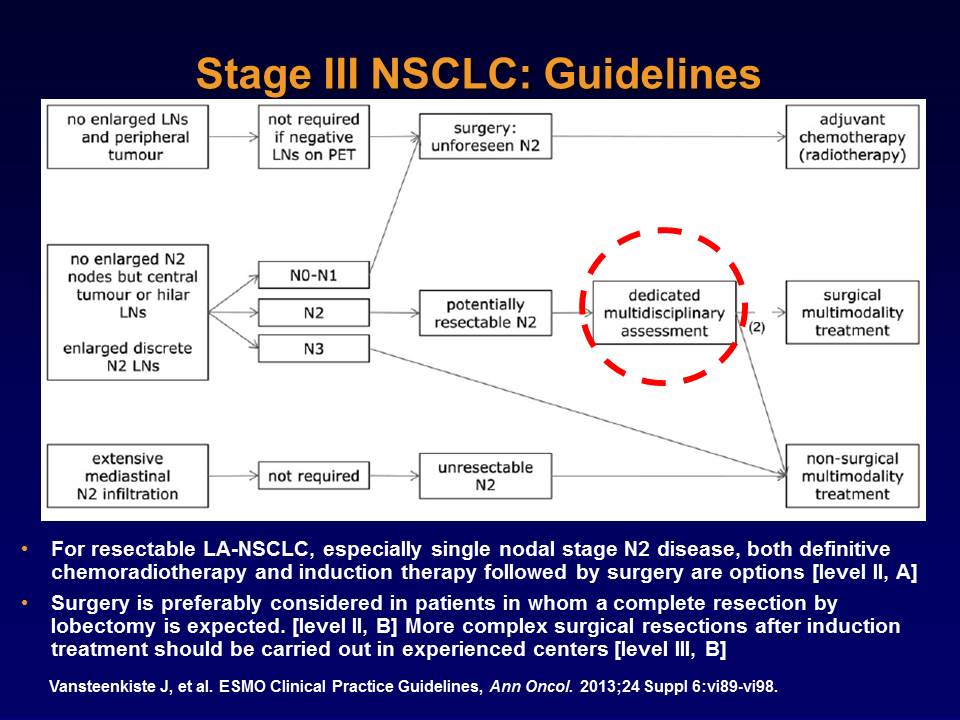 Stage III NSCLC: Guidelines
no enlarged LNs
and peripheral
tumour
not required
if negative
LNs on PET
surgery:
unforeseen N2
adjuvant
chemotherapy
(radiotherapy)
no enlarged N2
nodes but central
tumour or hilar
LNs
enlarged discrete
N2 LNs
N0-N1
N2
N3
potentially
resectable N2
dedicated
multidisciplinary
assessment
(2)
surgical
multimodality
treatment
extensive
mediastinal
N2 infiltration
not required
unresectable
N2
non-surgical
multimodality
treatment
• For resectable LA-NSCLC, especially single nodal stage N2 disease, both definitive
chemoradiotherapy and induction therapy followed by surgery are options [level II, A]
• Surgery is preferably considered in patients in whom a complete resection by
lobectomy is expected. [level II, B] More complex surgical resections after induction
treatment should be carried out in experienced centers [level III, B]
Vansteenkiste J, et al. ESMO Clinical Practice Guidelines, Ann Oncol. 2013;24 Suppl 6:vi89-vi98.